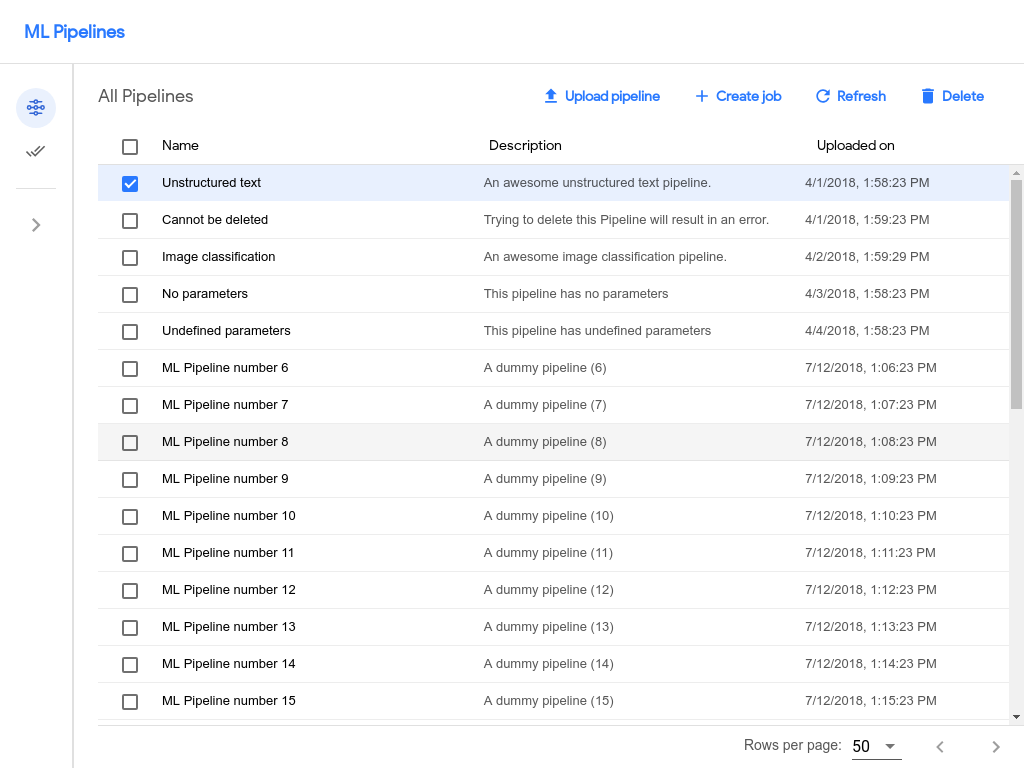 ML Pipelines
All Pipelines Upload pipeline Create job Refresh Delete
Name Description Uploaded on
Unstructured text An awesome unstructured text pipeline. 4/1/2018, 1:58:23 PM
Cannot be deleted Trying to delete this Pipeline will result in an error. 4/1/2018, 1:59:23 PM
Image classification An awesome image classification pipeline. 4/2/2018, 1:59:29 PM
No parameters This pipeline has no parameters 4/3/2018, 1:58:23 PM
Undefined parameters This pipeline has undefined parameters 4/4/2018, 1:58:23 PM
ML Pipeline number 6 A dummy pipeline (6) 7/12/2018, 1:06:23 PM
ML Pipeline number 7 A dummy pipeline (7) 7/12/2018, 1:07:23 PM
ML Pipeline number 8 A dummy pipeline (8) 7/12/2018, 1:08:23 PM
ML Pipeline number 9 A dummy pipeline (9) 7/12/2018, 1:09:23 PM
ML Pipeline number 10 A dummy pipeline (10) 7/12/2018, 1:10:23 PM
ML Pipeline number 11 A dummy pipeline (11) 7/12/2018, 1:11:23 PM
ML Pipeline number 12 A dummy pipeline (12) 7/12/2018, 1:12:23 PM
ML Pipeline number 13 A dummy pipeline (13) 7/12/2018, 1:13:23 PM
ML Pipeline number 14 A dummy pipeline (14) 7/12/2018, 1:14:23 PM
ML Pipeline number 15 A dummy pipeline (15) 7/12/2018, 1:15:23 PM
Rows per page: 50